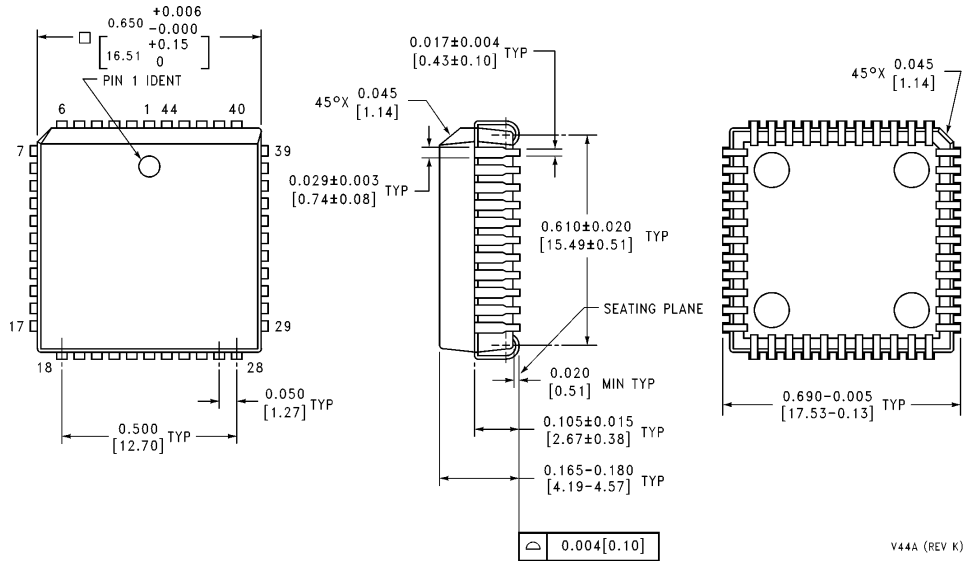 0.650 +0.006 -0.000
[16.51 +0.15 0]
PIN 1 IDENT
6 1 44 40
7 39
17 29
18 28
0.050 [1.27] TYP
0.500 [12.70] TYP
0.017±0.004 [0.43±0.10] TYP
45°X 0.045 [1.14]
0.029±0.003 [0.74±0.08] TYP
0.610±0.020 [15.49±0.51] TYP
SEATING PLANE
0.020 [0.51] MIN TYP
0.105±0.015 [2.67±0.38] TYP
0.165-0.180 [4.19-4.57] TYP
⌓ 0.004[0.10]
45°X 0.045 [1.14]
0.690-0.005 [17.53-0.13] TYP
V44A (REV K)